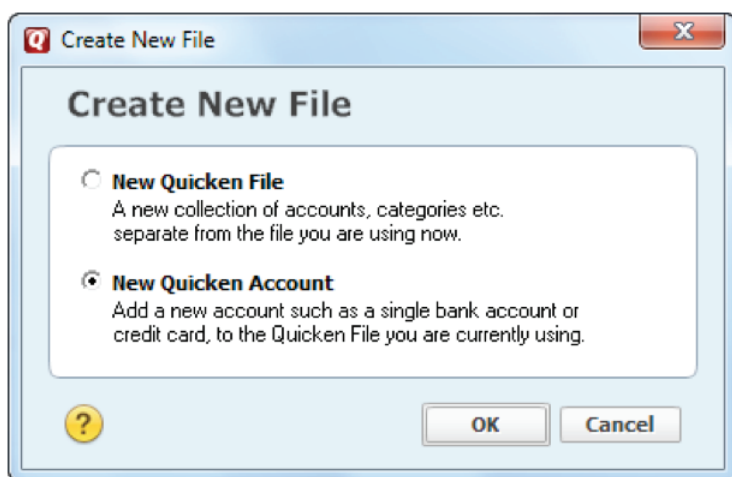 Create New File
Create New File
New Quicken File
A new collection of accounts, categories etc.
separate from the file you are using now.
New Quicken Account
Add a new account such as a single bank account or
credit card, to the Quicken File you are currently using.
? OK Cancel